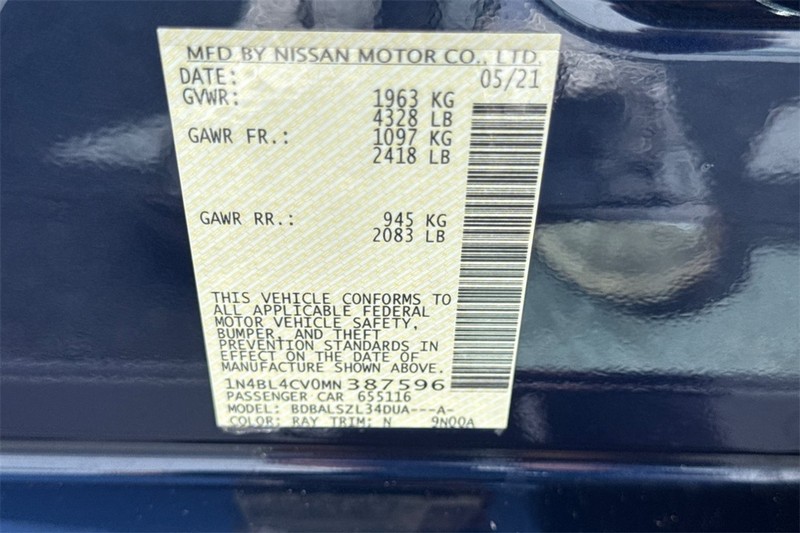 MFD BY NISSAN MOTOR CO., LTD.
DATE: 05/21
GVWR: 1963 KG
4328 LB
GAWR FR.: 1097 KG
2418 LB
GAWR RR.: 945 KG
2083 LB
THIS VEHICLE CONFORMS TO
ALL APPLICABLE FEDERAL
MOTOR VEHICLE SAFETY,
BUMPER, AND THEFT
PREVENTION STANDARDS IN
EFFECT ON THE DATE OF
MANUFACTURE SHOWN ABOVE.
1N4BL4CV0MN387596
PASSENGER CAR 655116
MODEL: BDBALSZL34DUA---A-
COLOR: RAY TRIM: N 9N00A